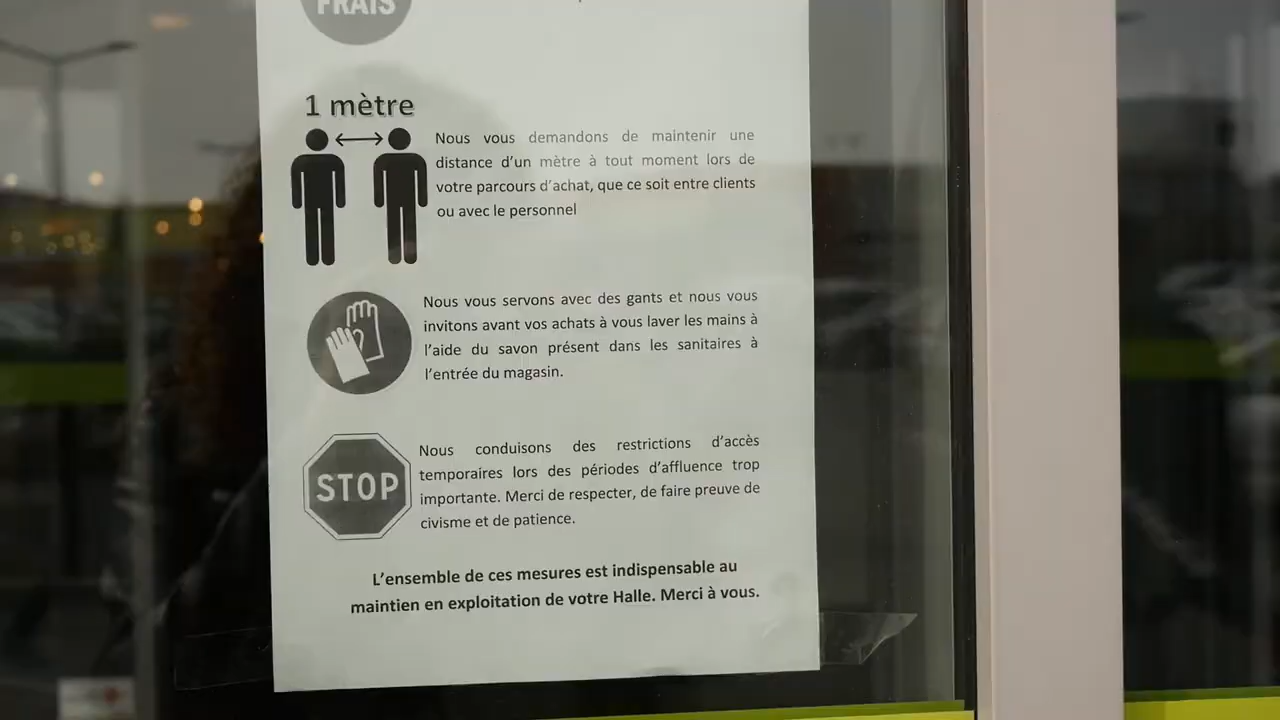 FRAIS
1 mètre
Nous vous demandons de maintenir une
distance d'un mètre à tout moment lors de
votre parcours d'achat, que ce soit entre clients
ou avec le personnel
Nous vous servons avec des gants et nous vous
invitons avant vos achats à vous laver les mains à
l'aide du savon présent dans les sanitaires à
l'entrée du magasin.
STOP
Nous conduisons des restrictions d'accès
temporaires lors des périodes d'affluence trop
importante. Merci de respecter, de faire preuve de
civisme et de patience.
L'ensemble de ces mesures est indispensable au
maintien en exploitation de votre Halle. Merci à vous.